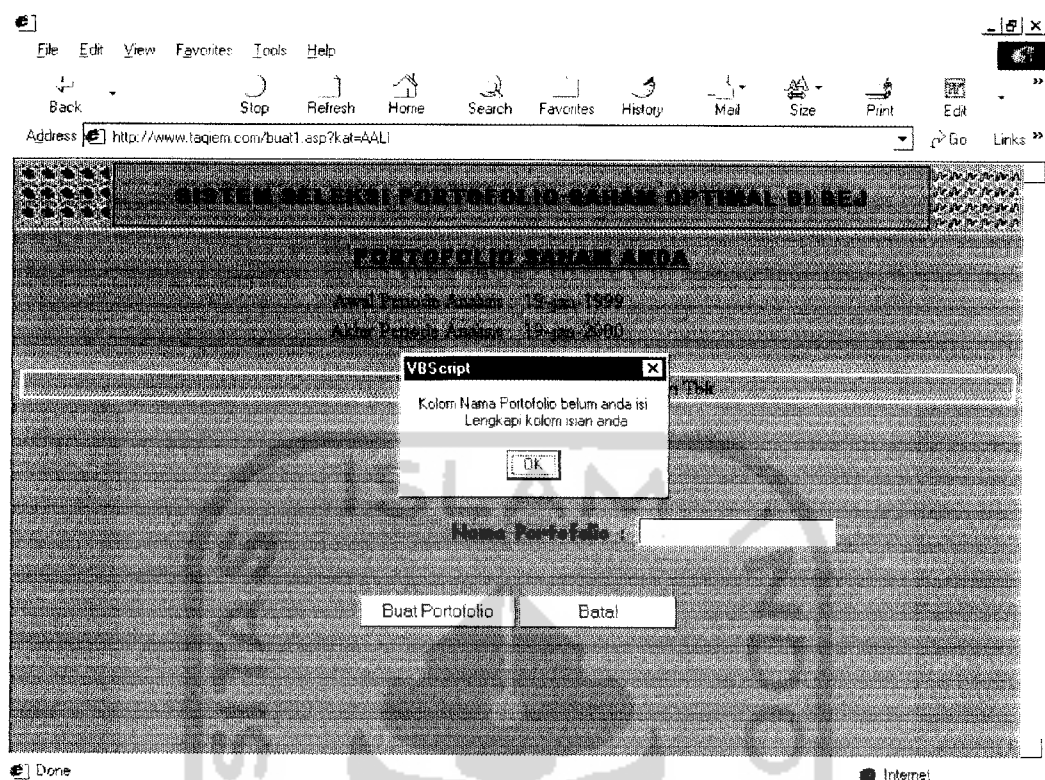 File Edit View Favorites Tools Help
Back Stop Refresh Home Search Favorites History Mail Size Print Edit »
Address http://www.taqiem.com/buat1.asp?kat=AALI Go Links »
SISTEM SELEKSI PORTOFOLIO SAHAM OPTIMAL DI BEJ
PORTOFOLIO SAHAM ANDA
Awal Periode Analisis : 19-jan-1999
Akhir Periode Analisis : 19-jan-2000
VBScript
Tbk
Kolom Nama Portofolio belum anda isi
Lengkapi kolom isian anda
OK
ISLAM
Nama Portofolio :
Buat Portofolio Batal
Done Internet